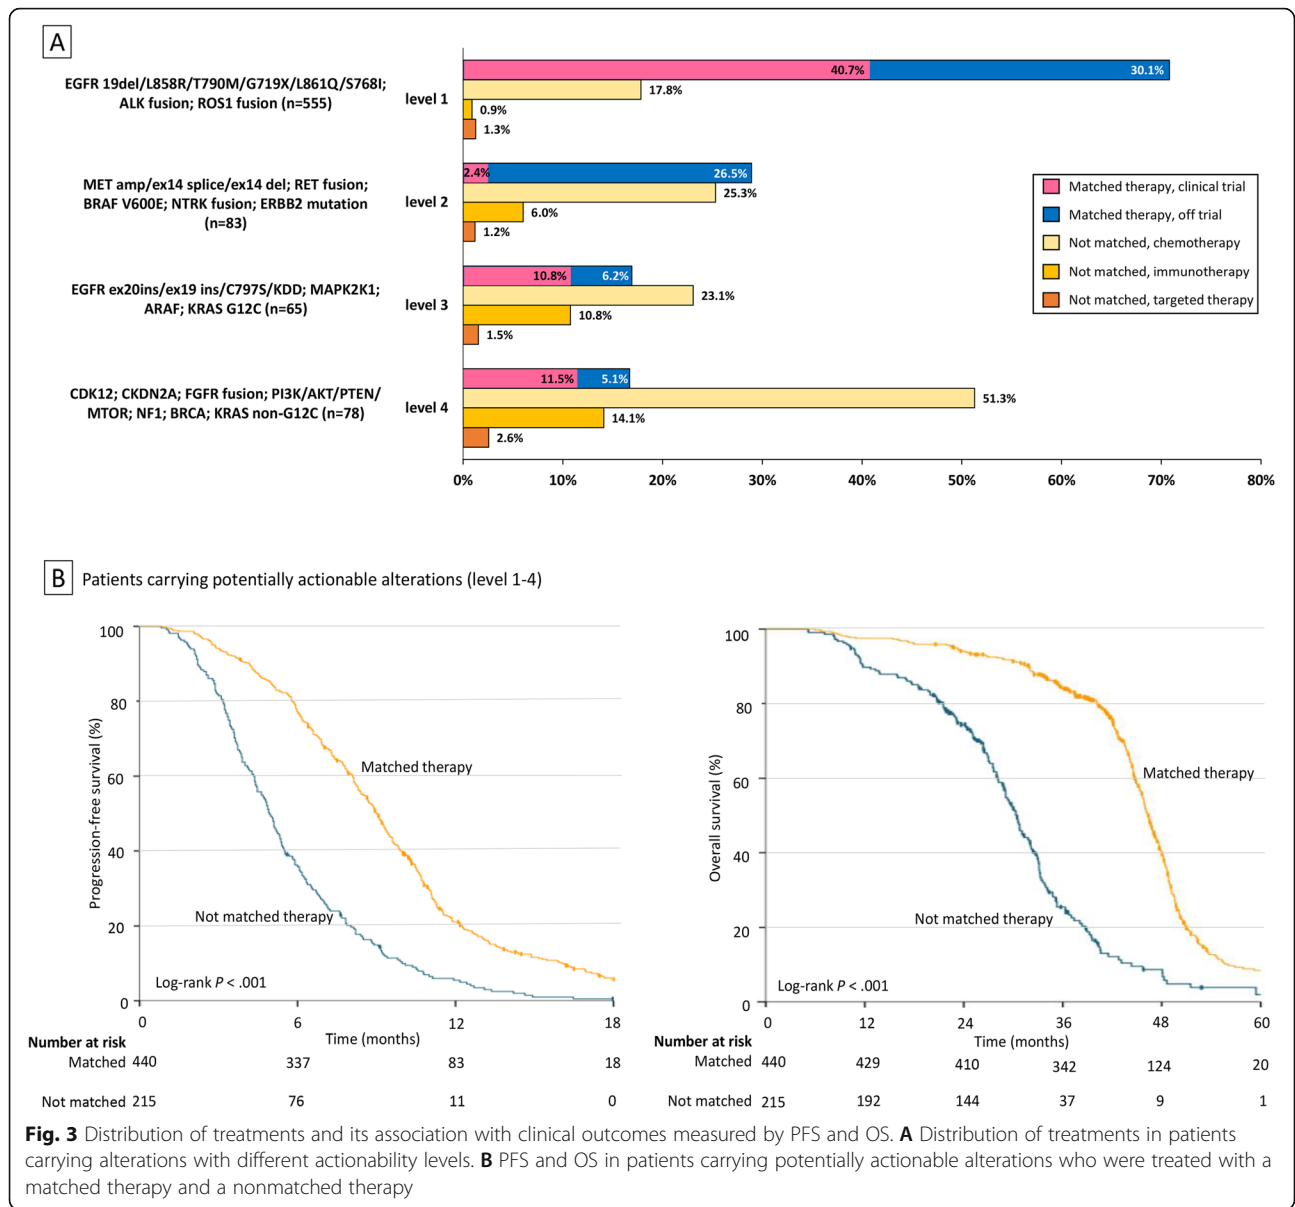 A
EGFR 19del/L858R/T790M/G719X/L861Q/S768I;
ALK fusion; ROS1 fusion (n=555)
level 1
40.7%
30.1%
17.8%
0.9%
1.3%
MET amp/ex14 splice/ex14 del; RET fusion;
BRAF V600E; NTRK fusion; ERBB2 mutation
(n=83)
level 2
2.4%
26.5%
25.3%
6.0%
1.2%
EGFR ex20ins/ex19 ins/C797S/KDD; MAPK2K1;
ARAF; KRAS G12C (n=65)
level 3
10.8%
6.2%
23.1%
10.8%
1.5%
CDK12; CKDN2A; FGFR fusion; PI3K/AKT/PTEN/
MTOR; NF1; BRCA; KRAS non-G12C (n=78)
level 4
11.5%
5.1%
51.3%
14.1%
2.6%
Matched therapy, clinical trial
Matched therapy, off trial
Not matched, chemotherapy
Not matched, immunotherapy
Not matched, targeted therapy
0% 10% 20% 30% 40% 50% 60% 70% 80%
B Patients carrying potentially actionable alterations (level 1-4)
Progression-free survival (%)
100
80
60
40
20
0
Matched therapy
Not matched therapy
Log-rank P < .001
0 6 12 18
Time (months)
Number at risk
Matched 440 337 83 18
Not matched 215 76 11 0
Overall survival (%)
100
80
60
40
20
0
Matched therapy
Not matched therapy
Log-rank P < .001
0 12 24 36 48 60
Time (months)
Number at risk
Matched 440 429 410 342 124 20
Not matched 215 192 144 37 9 1
Fig. 3 Distribution of treatments and its association with clinical outcomes measured by PFS and OS. A Distribution of treatments in patients
carrying alterations with different actionability levels. B PFS and OS in patients carrying potentially actionable alterations who were treated with a
matched therapy and a nonmatched therapy